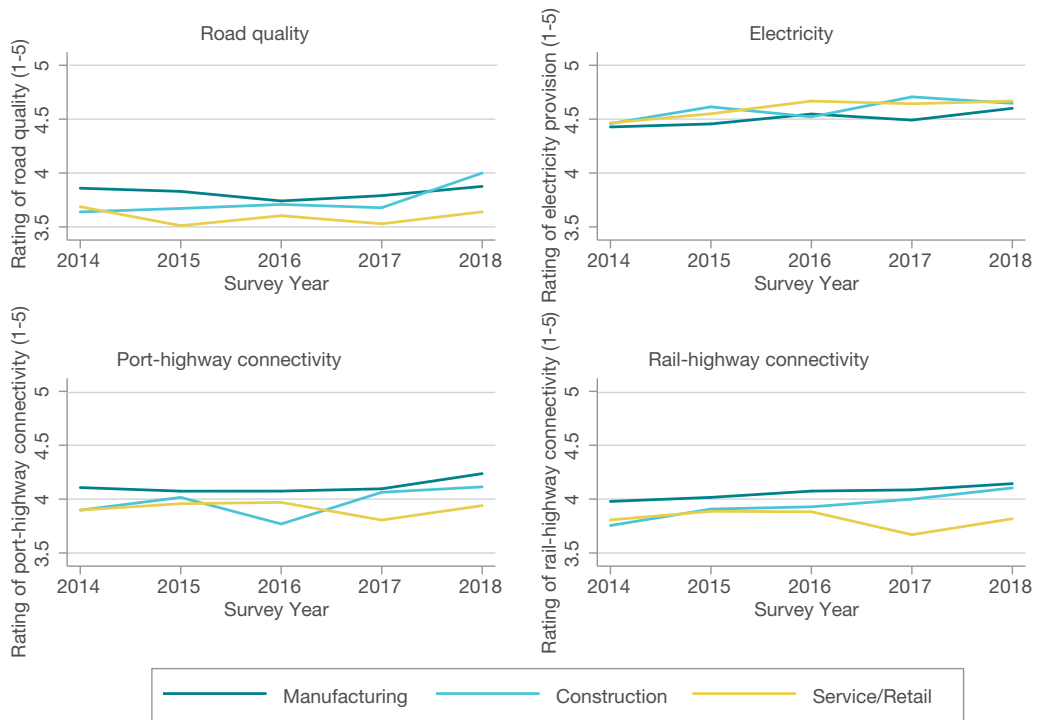 Road quality
Rating of road quality (1-5)
5
4.5
4
3.5
2014 2015 2016 2017 2018
Survey Year
Electricity
Rating of electricity provision (1-5)
5
4.5
4
3.5
2014 2015 2016 2017 2018
Survey Year
Port-highway connectivity
Rating of port-highway connectivity (1-5)
5
4.5
4
3.5
2014 2015 2016 2017 2018
Survey Year
Rail-highway connectivity
Rating of rail-highway connectivity (1-5)
5
4.5
4
3.5
2014 2015 2016 2017 2018
Survey Year
Manufacturing Construction Service/Retail